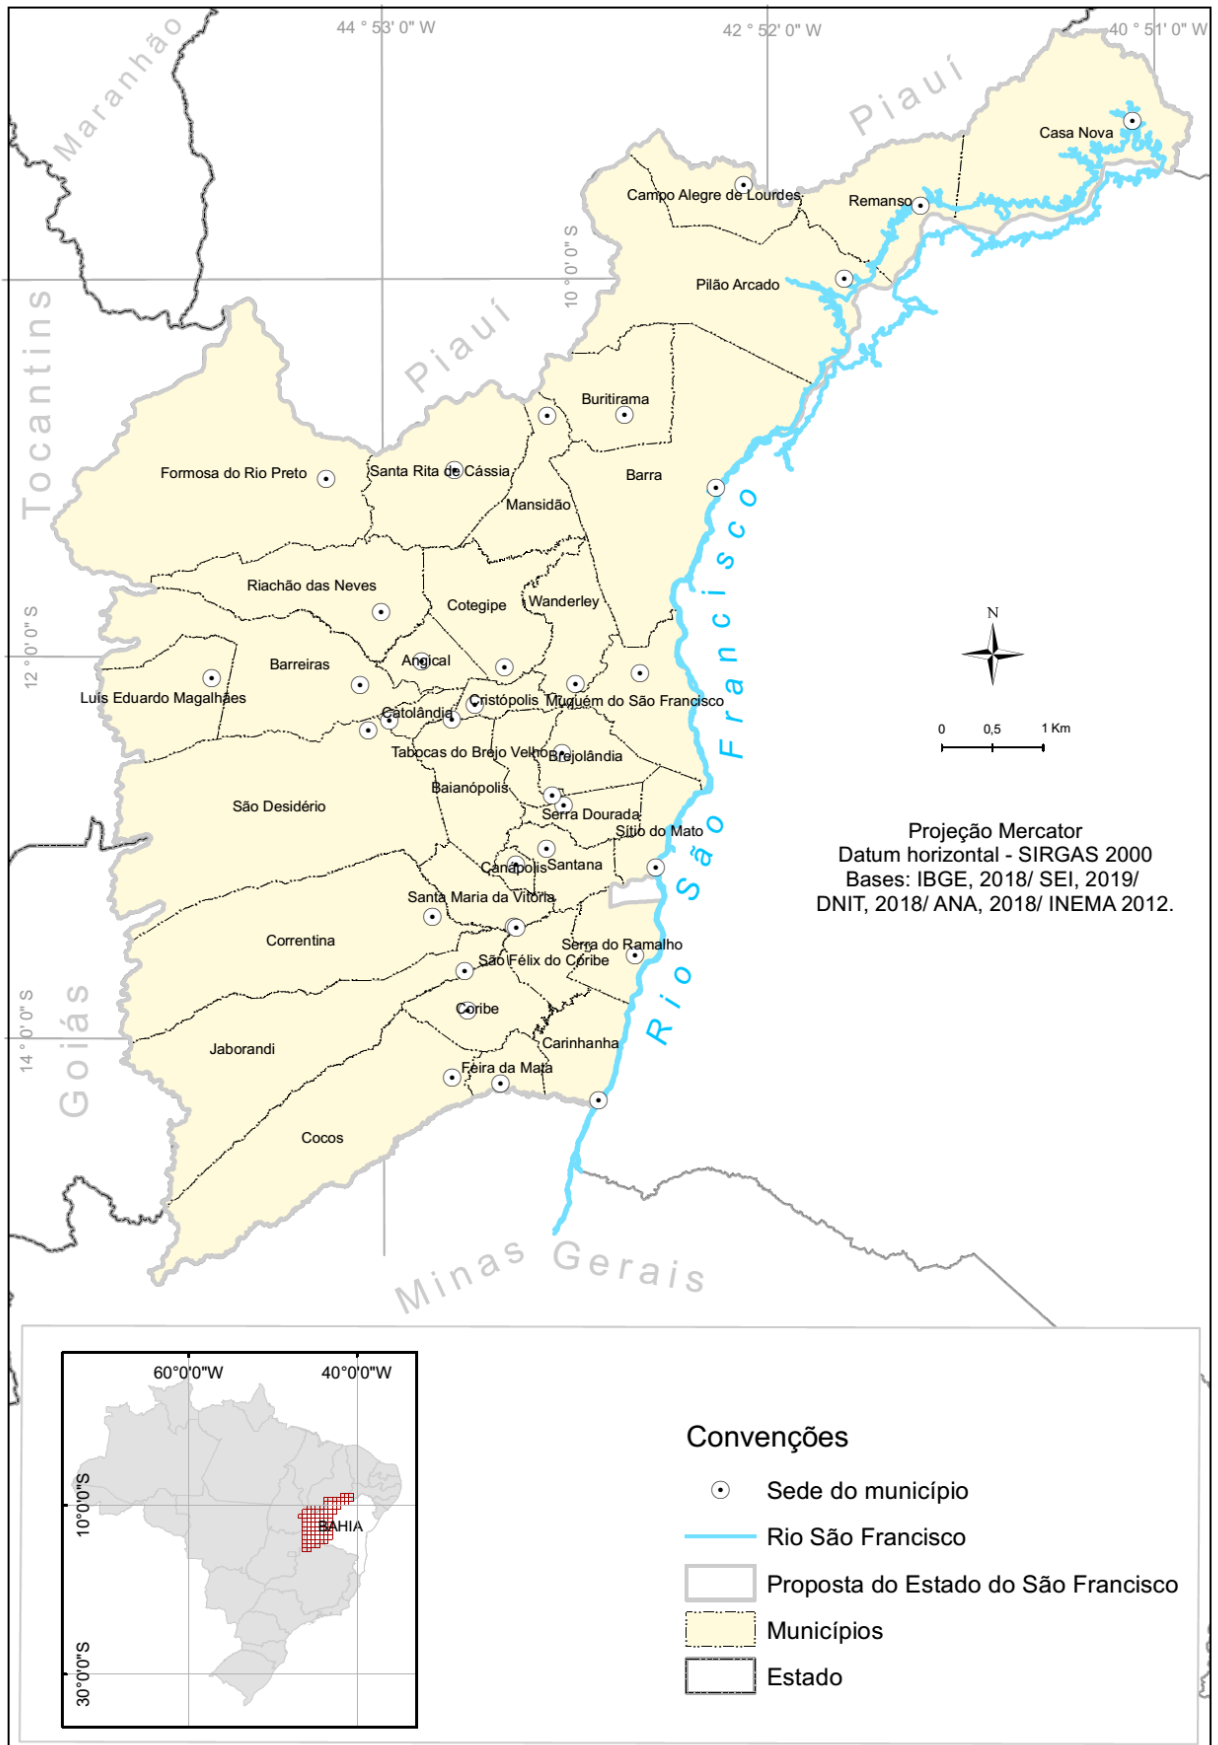 44 ° 53' 0" W
42 ° 52' 0" W
40 ° 51' 0" W
Maranhão
Piauí
Casa Nova
Campo Alegre de Lourdes
Remanso
10 ° 0' 0" S
Pilão Arcado
Tocantins
Piauí
Buritirama
Formosa do Rio Preto
Santa Rita de Cássia
Barra
Mansidão
Rio São Francisco
Riachão das Neves
Cotegipe
Wanderley
12 ° 0' 0" S
N
Barreiras
Angical
Luis Eduardo Magalhães
Cristópolis
Muquém do São Francisco
Catolândia
0 0,5 1 Km
Tabocas do Brejo Velho
Brejolândia
Baianópolis
São Desidério
Serra Dourada
Sítio do Mato
Projeção Mercator
Datum horizontal - SIRGAS 2000
Bases: IBGE, 2018/ SEI, 2019/
DNIT, 2018/ ANA, 2018/ INEMA 2012.
Canápolis
Santana
Santa Maria da Vitória
Correntina
Serra do Ramalho
São Félix do Coribe
Coribe
14 ° 0' 0" S
Goiás
Jaborandi
Carinhanha
Feira da Mata
Cocos
Minas Gerais
60°0'0"W
40°0'0"W
10°0'0"S
BAHIA
30°0'0"S
Convenções
Sede do município
Rio São Francisco
Proposta do Estado do São Francisco
Municípios
Estado